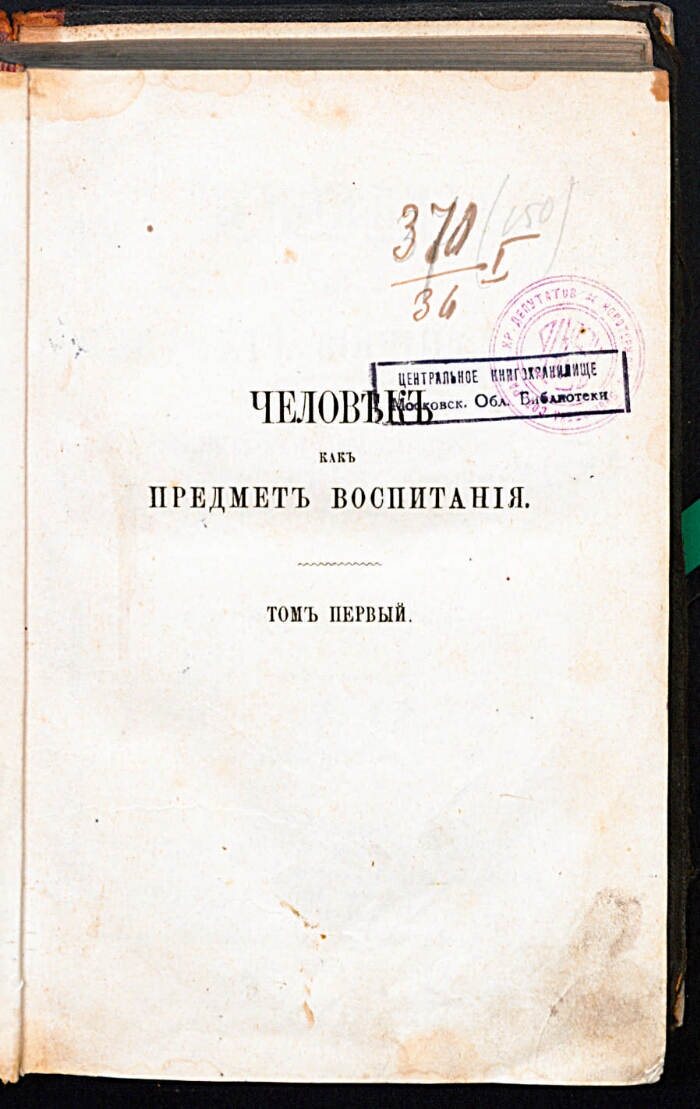 370 (150)
36 I
ЦЕНТРАЛЬНОЕ КНИГОХРАНИЛИЩЕ
Московск. Обл. Библиотеки
ЧЕЛОВѢКЪ
КАКЪ
ПРЕДМЕТЪ ВОСПИТАНІЯ.
ТОМЪ ПЕРВЫЙ.